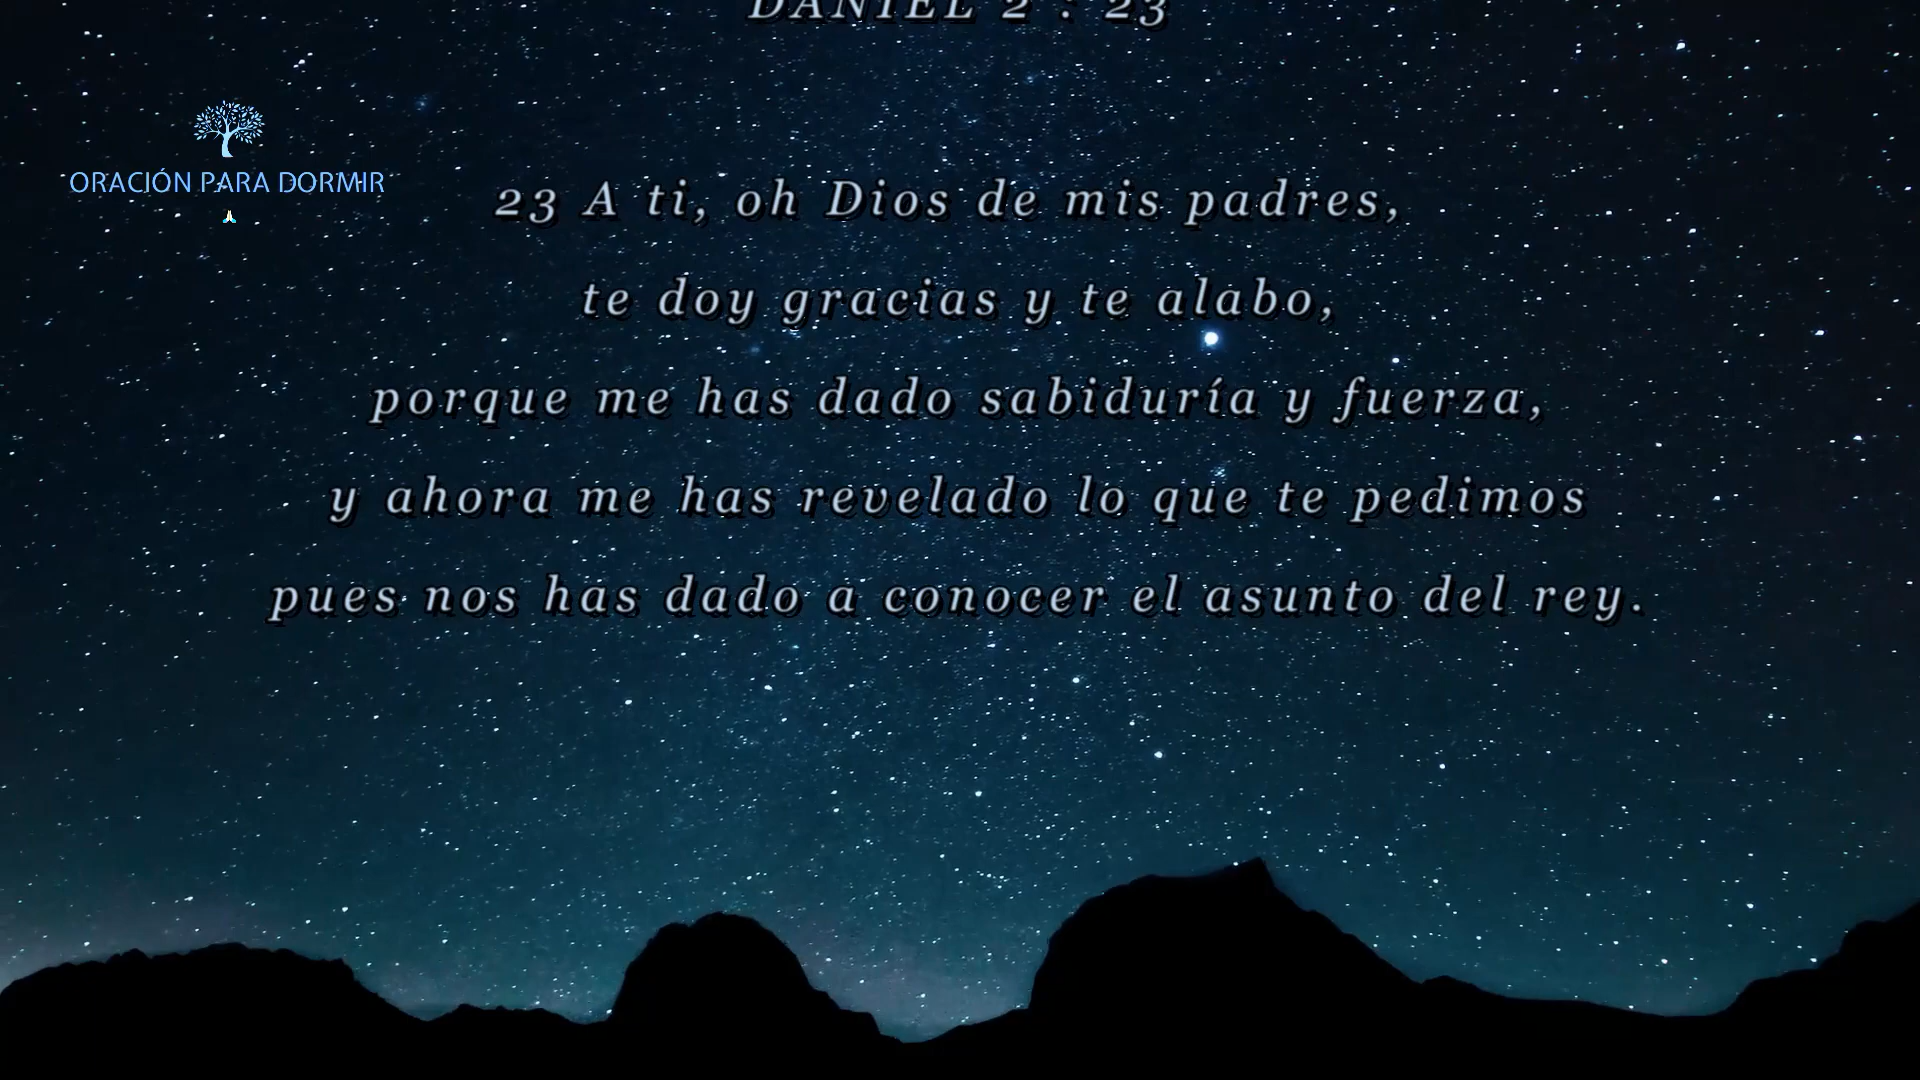 DANIEL 2 : 23
ORACIÓN PARA DORMIR
23 A ti, oh Dios de mis padres,
te doy gracias y te alabo,
porque me has dado sabiduría y fuerza,
y ahora me has revelado lo que te pedimos
pues nos has dado a conocer el asunto del rey.